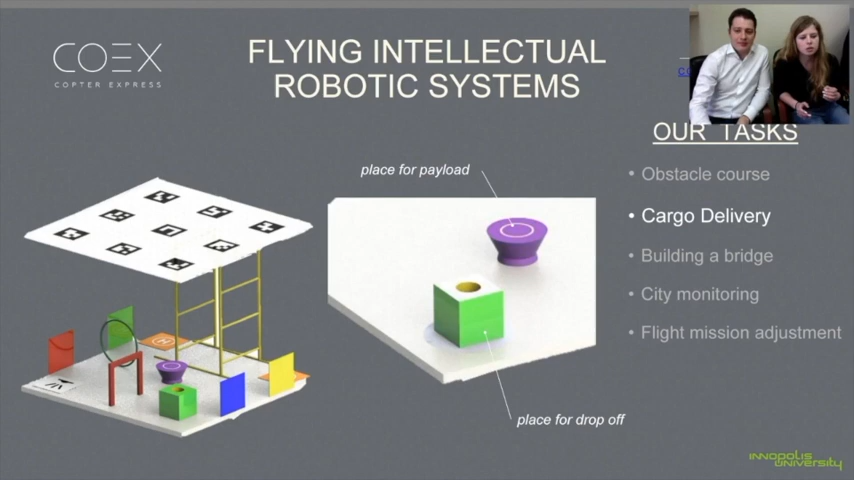 COEX
COPTER EXPRESS
FLYING INTELLECTUAL
ROBOTIC SYSTEMS
OUR TASKS
• Obstacle course
• Cargo Delivery
• Building a bridge
• City monitoring
• Flight mission adjustment
place for payload
H
place for drop off
INNOPOLIS
UNIVERSITY